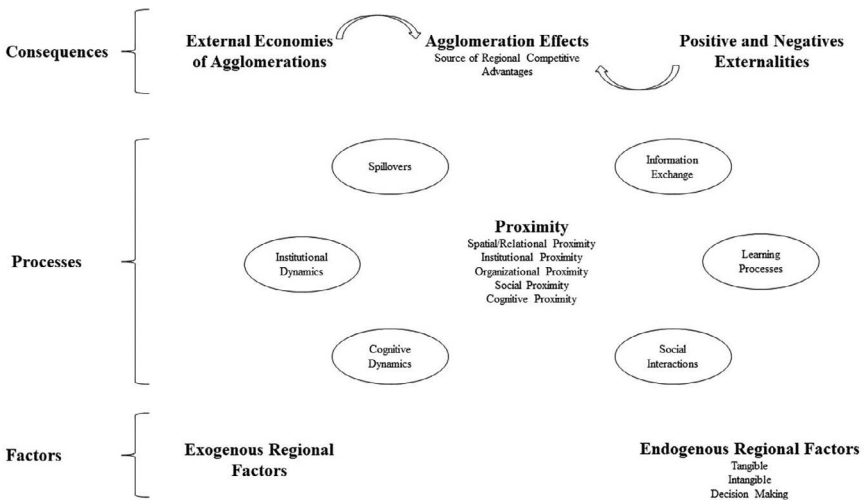 Consequences
External Economies
of Agglomerations
Agglomeration Effects
Source of Regional Competitive
Advantages
Positive and Negatives
Externalities
Processes
Spillovers
Information
Exchange
Institutional
Dynamics
Proximity
Spatial/Relational Proximity
Institutional Proximity
Organizational Proximity
Social Proximity
Cognitive Proximity
Learning
Processes
Cognitive
Dynamics
Social
Interactions
Factors
Exogenous Regional
Factors
Endogenous Regional Factors
Tangible
Intangible
Decision Making